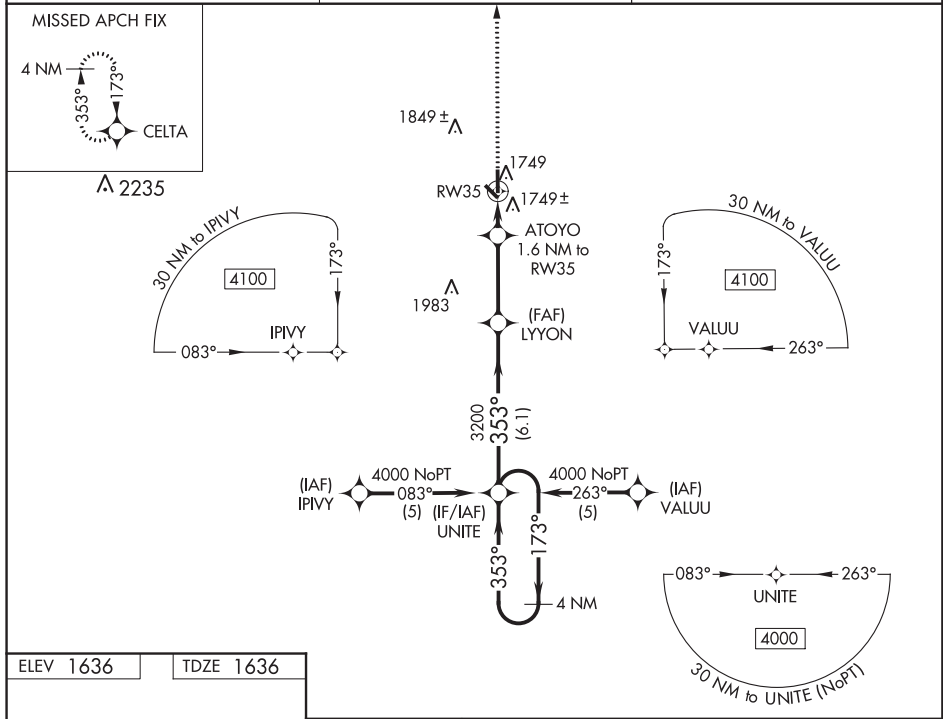 MISSED APCH FIX
4 NM
353°
173°
CELTA
2235
1849±
1749
RW35
1749±
ATOYO
1.6 NM to
RW35
1983
(FAF)
LYYON
30 NM to IPIVY
4100
173°
IPIVY
083°
30 NM to VALUU
4100
173°
VALUU
263°
3200
353°
(6.1)
(IAF)
IPIVY
4000 NoPT
083°
(5)
(IF/IAF)
UNITE
4000 NoPT
263°
(5)
(IAF)
VALUU
353°
173°
4 NM
083°
263°
UNITE
4000
30 NM to UNITE (NoPT)
ELEV 1636
TDZE 1636